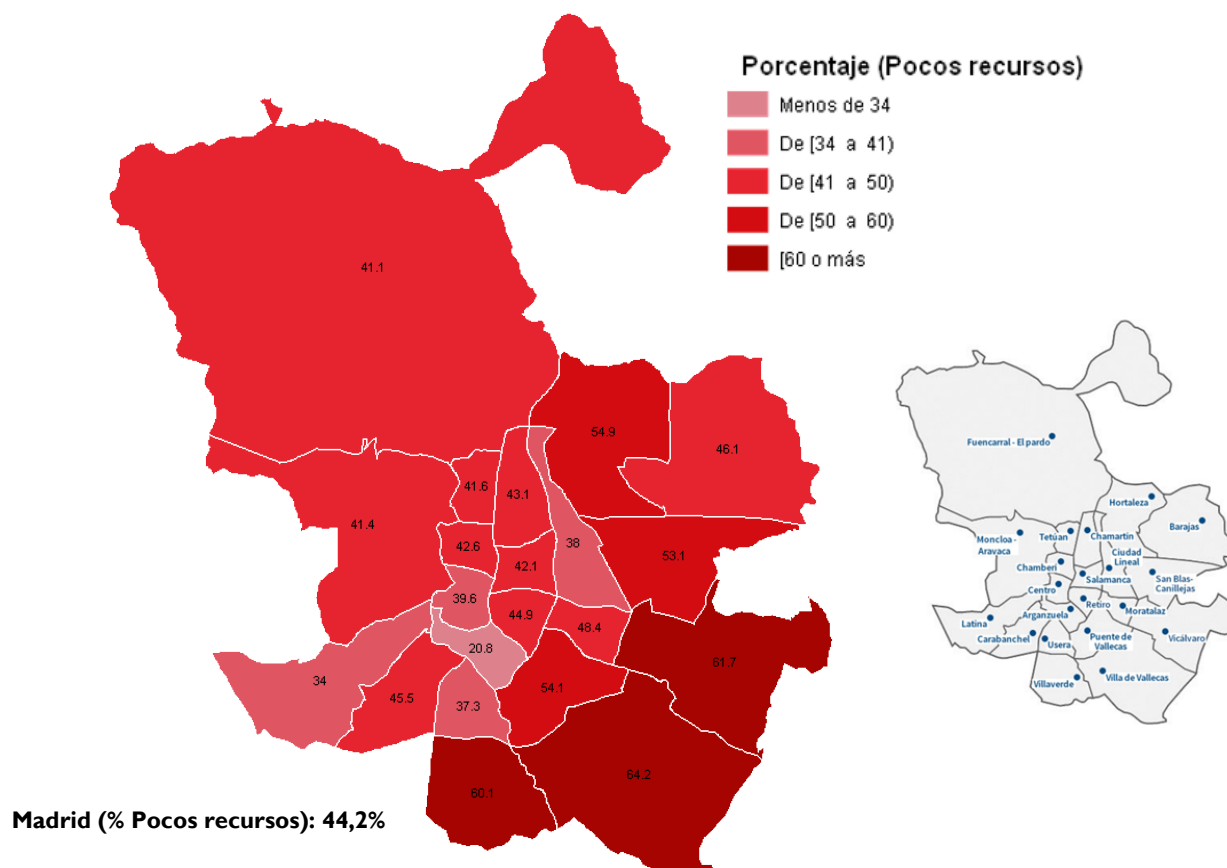 Porcentaje (Pocos recursos)
Menos de 34
De [34 a 41)
De [41 a 50)
De [50 a 60)
[60 o más
41.1
54.9
46.1
41.6
43.1
41.4
42.6
38
53.1
42.1
39.6
44.9
48.4
20.8
61.7
34
45.5
37.3
54.1
64.2
60.1
Madrid (% Pocos recursos): 44,2%
Fuencarral - El pardo
Hortaleza
Barajas
Moncloa -
Aravaca
Tetúan
Chamartín
Ciudad
Lineal
Chamberí
Salamanca
San Blas-
Canillejas
Centro
Retiro
Moratalaz
Arganzuela
Latina
Carabanchel
Usera
Puente de
Vallecas
Vicálvaro
Villaverde
Villa de Vallecas